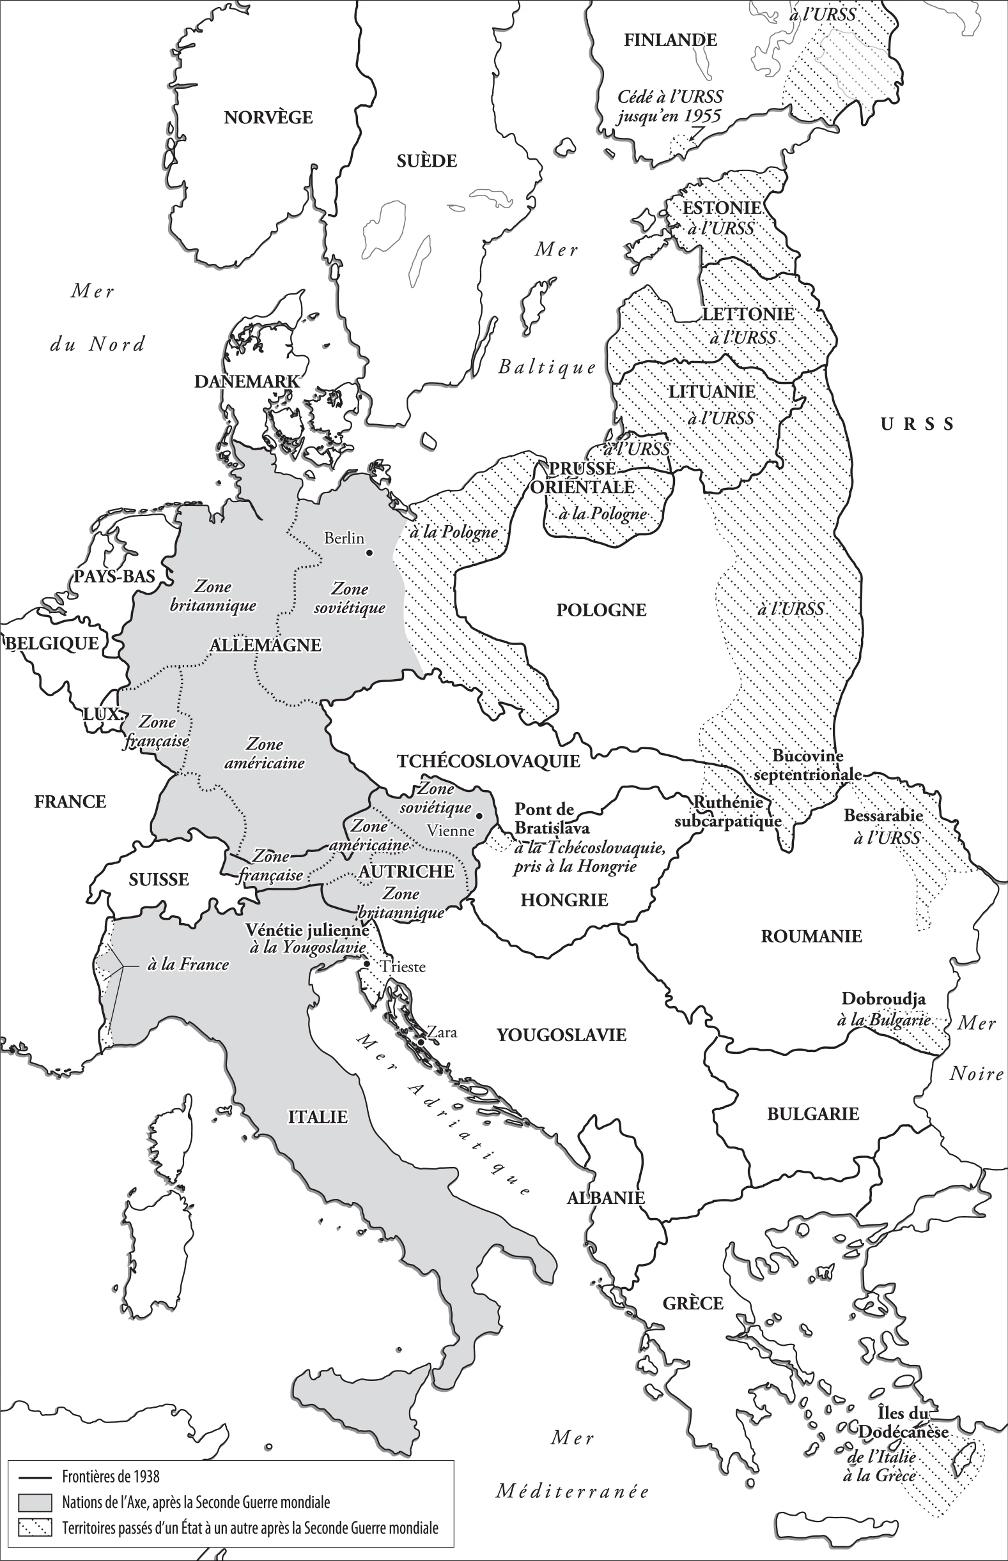 à l'URSS
FINLANDE
Cédé à l'URSS
jusqu'en 1955
NORVÈGE
SUÈDE
ESTONIE
à l'URSS
Mer
Baltique
Mer
du Nord
LETTONIE
à l'URSS
DANEMARK
LITUANIE
à l'URSS
URSS
à l'URSS
PRUSSE
ORIENTALE
à la Pologne
à la Pologne
Berlin
PAYS-BAS
Zone
britannique
Zone
soviétique
POLOGNE
à l'URSS
BELGIQUE
ALLEMAGNE
LUX.
Zone
française
Zone
américaine
TCHÉCOSLOVAQUIE
Bucovine
septentrionale
FRANCE
Zone
soviétique
Vienne
Pont de
Bratislava
à la Tchécoslovaquie,
pris à la Hongrie
Ruthénie
subcarpatique
Bessarabie
à l'URSS
Zone
américaine
Zone
française
AUTRICHE
SUISSE
Zone
britannique
HONGRIE
Vénétie julienne
à la Yougoslavie
ROUMANIE
à la France
Trieste
Dobroudja
à la Bulgarie
Mer
Noire
Zara
YOUGOSLAVIE
Mer Adriatique
ITALIE
BULGARIE
ALBANIE
GRÈCE
Îles du
Dodécanèse
de l'Italie
à la Grèce
Mer
Méditerranée
Frontières de 1938
Nations de l'Axe, après la Seconde Guerre mondiale
Territoires passés d'un État à un autre après la Seconde Guerre mondiale